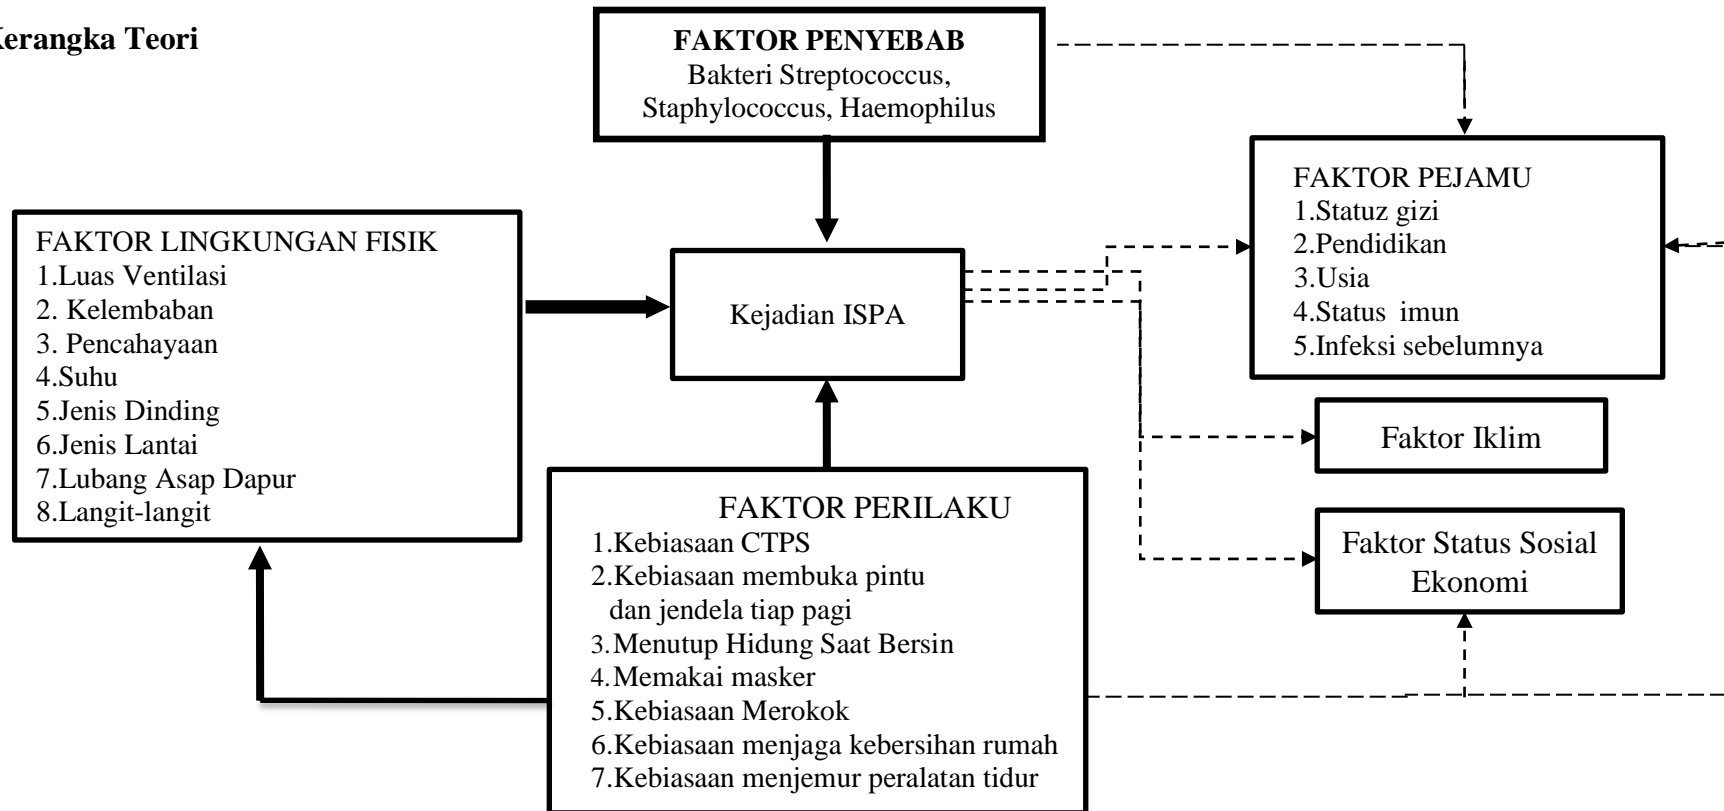 Kerangka Teori
FAKTOR PENYEBAB
Bakteri Streptococcus,
Staphylococcus, Haemophilus
FAKTOR PEJAMU
1.Statuz gizi
2.Pendidikan
3.Usia
4.Status  imun
5.Infeksi sebelumnya
FAKTOR LINGKUNGAN FISIK
1.Luas Ventilasi
2. Kelembaban
3. Pencahayaan
4.Suhu
5.Jenis Dinding
6.Jenis Lantai
7.Lubang Asap Dapur
8.Langit-langit
Kejadian ISPA
Faktor Iklim
Faktor Status Sosial
Ekonomi
FAKTOR PERILAKU
1.Kebiasaan CTPS
2.Kebiasaan membuka pintu
dan jendela tiap pagi
3.Menutup Hidung Saat Bersin
4.Memakai masker
5.Kebiasaan Merokok
6.Kebiasaan menjaga kebersihan rumah
7.Kebiasaan menjemur peralatan tidur